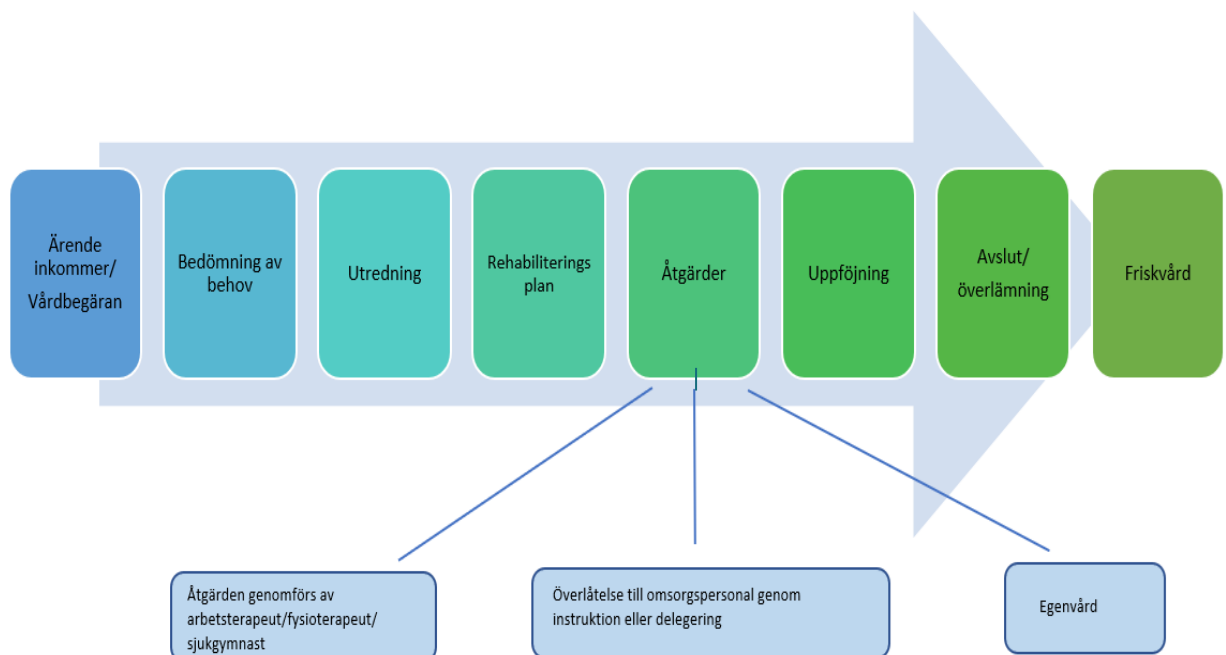 Ärende
inkommer/
Vårdbegäran
Bedömning av
behov
Utredning
Rehabiliterings
plan
Åtgärder
Uppföjning
Avslut/
överlämning
Friskvård
Åtgärden genomförs av
arbetsterapeut/fysioterapeut/
sjukgymnast
Överlåtelse till omsorgspersonal genom
instruktion eller delegering
Egenvård